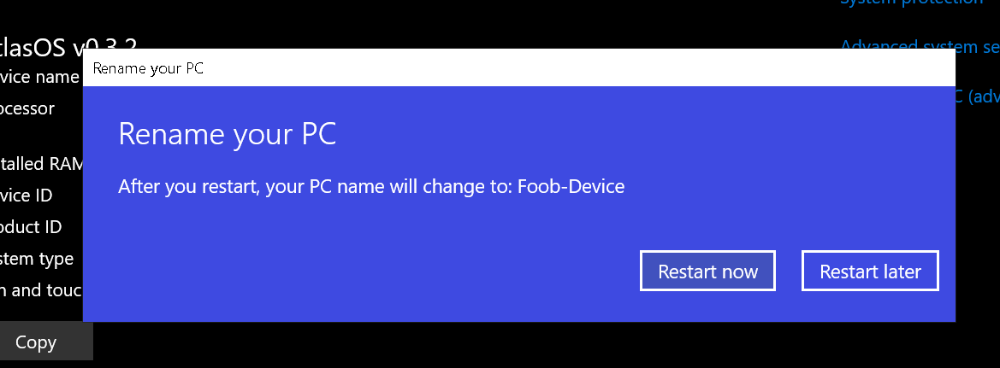 System protection
tlasOS v0.3.2
Advanced system se
Rename your PC
vice name
C (adv
ocessor
Rename your PC
talled RAM
After you restart, your PC name will change to: Foob-Device
vice ID
oduct ID
stem type
Restart now
Restart later
n and touc
Copy